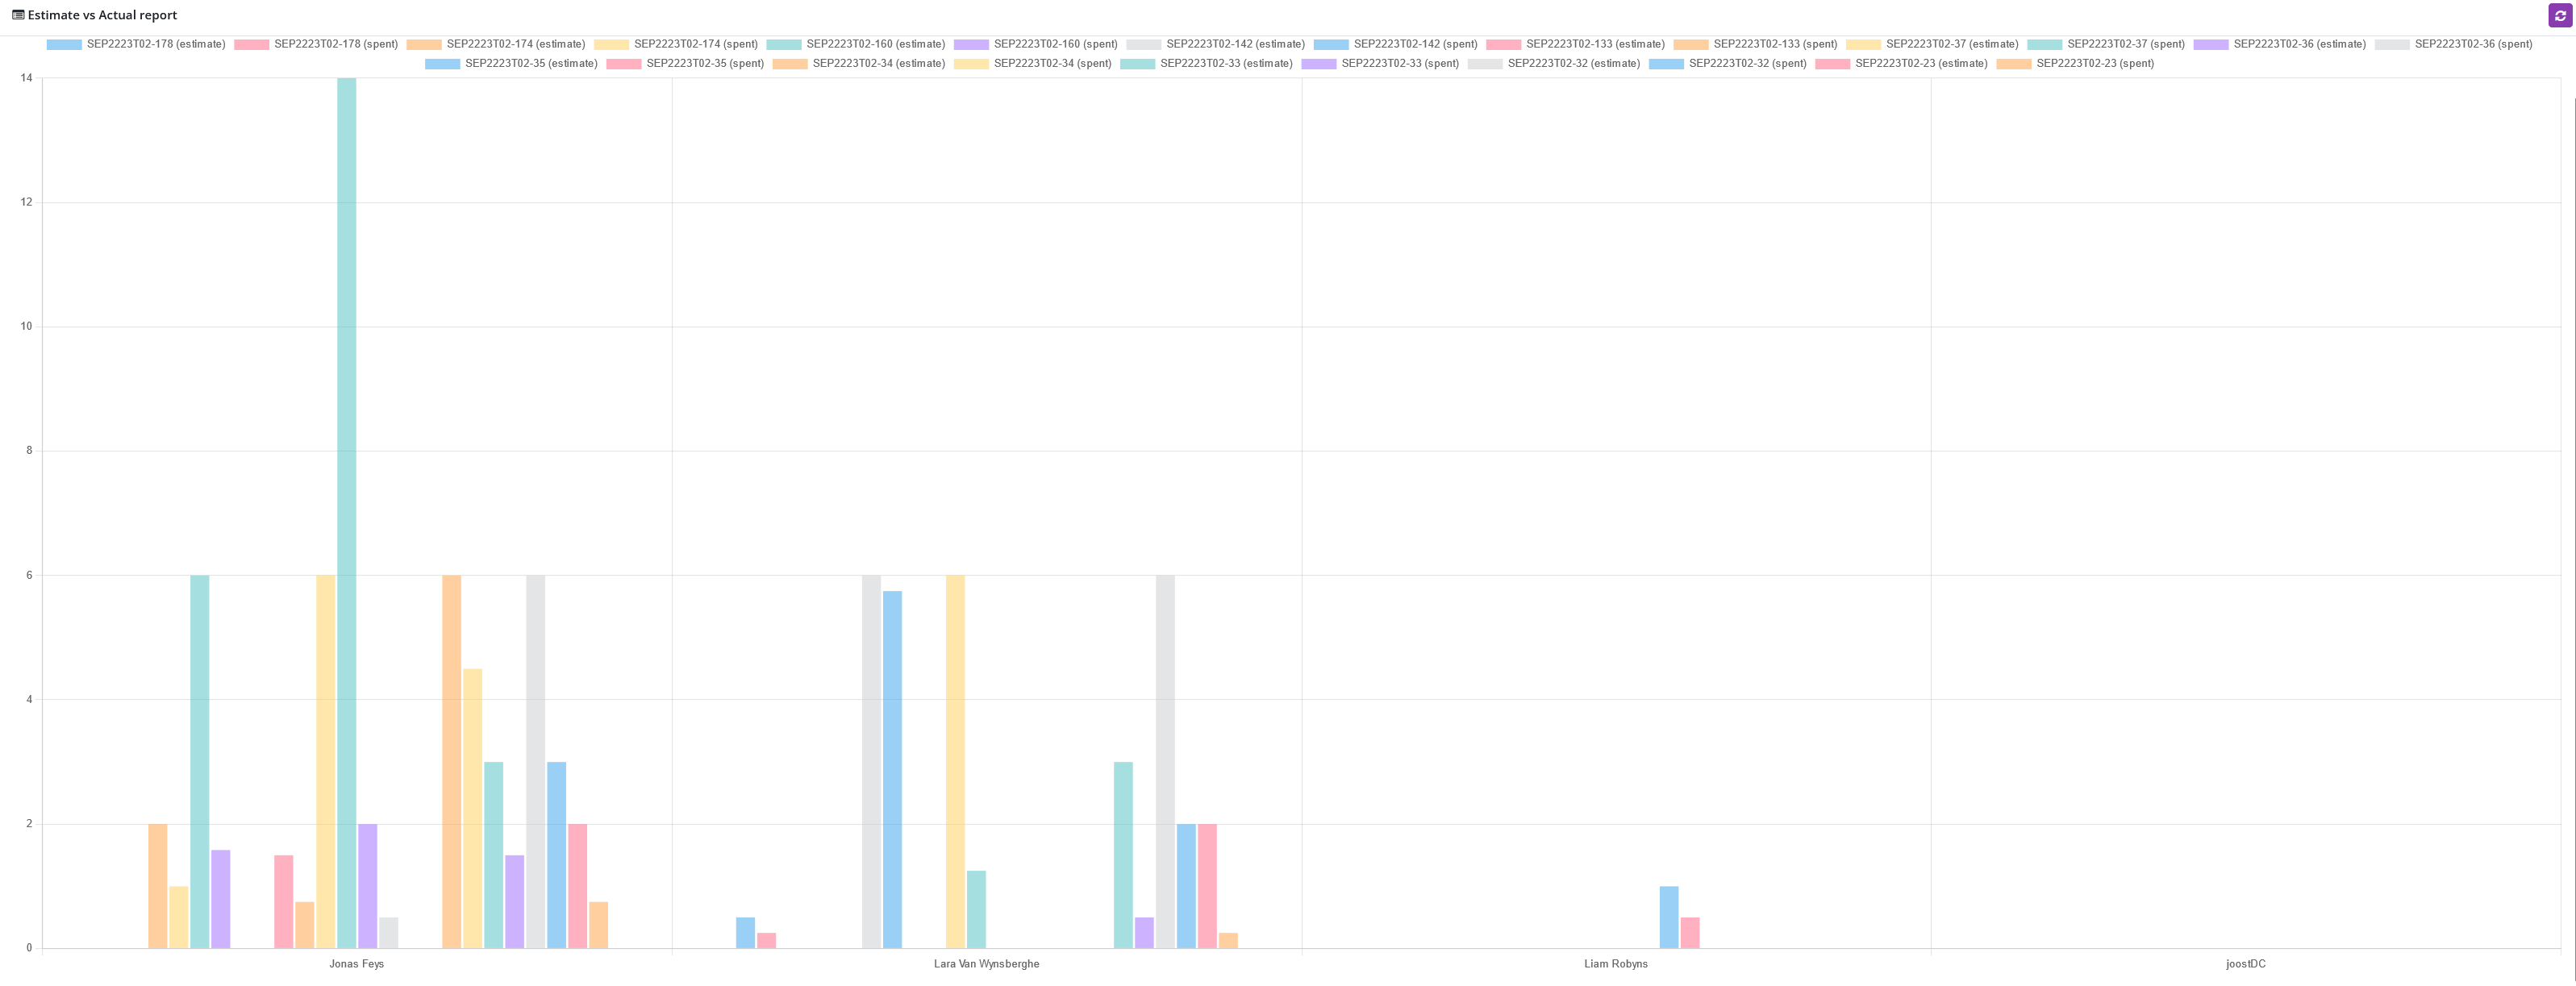 Estimate vs Actual report
SEP2223T02-178 (estimate) SEP2223T02-178 (spent) SEP2223T02-174 (estimate) SEP2223T02-174 (spent) SEP2223T02-160 (estimate) SEP2223T02-160 (spent) SEP2223T02-142 (estimate) SEP2223T02-142 (spent) SEP2223T02-133 (estimate) SEP2223T02-133 (spent) SEP2223T02-37 (estimate) SEP2223T02-37 (spent) SEP2223T02-36 (estimate) SEP2223T02-36 (spent)
SEP2223T02-35 (estimate) SEP2223T02-35 (spent) SEP2223T02-34 (estimate) SEP2223T02-34 (spent) SEP2223T02-33 (estimate) SEP2223T02-33 (spent) SEP2223T02-32 (estimate) SEP2223T02-32 (spent) SEP2223T02-23 (estimate) SEP2223T02-23 (spent)
14
12
10
8
6
4
2
0
Jonas Feys Lara Van Wynsberghe Liam Robyns joostDC